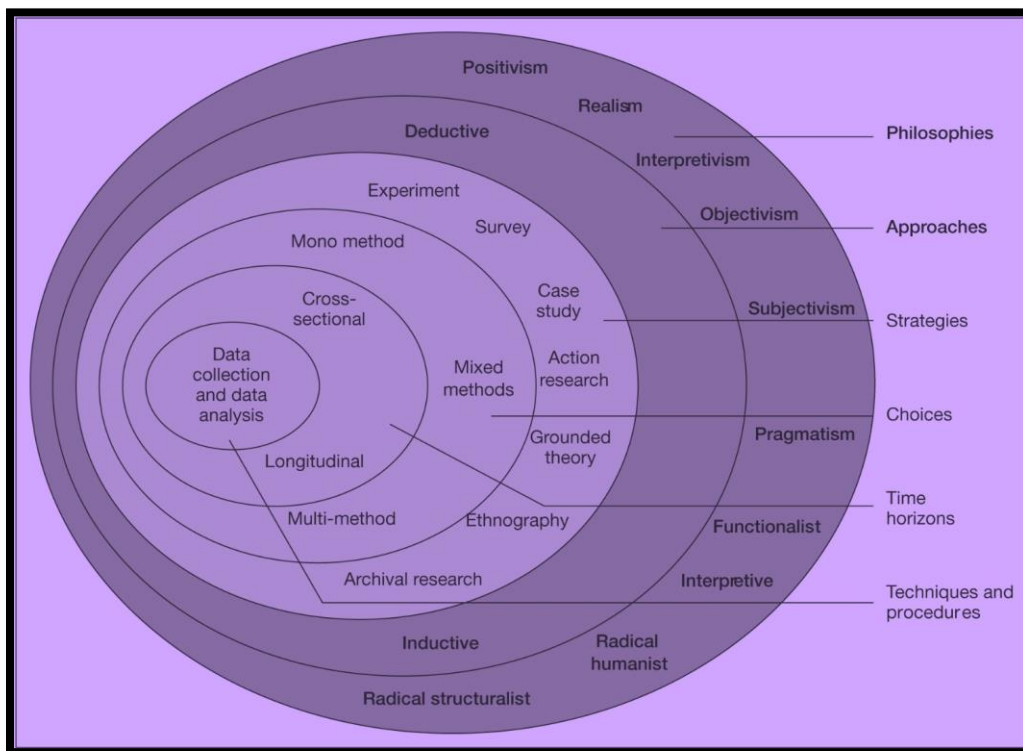 Positivism
Realism
Philosophies
Deductive
Interpretivism
Experiment
Objectivism
Approaches
Survey
Mono method
Case
study
Cross-
sectional
Subjectivism
Strategies
Data
collection
and data
analysis
Mixed
methods
Action
research
Choices
Pragmatism
Grounded
theory
Longitudinal
Time
horizons
Multi-method
Ethnography
Functionalist
Archival research
Interpretive
Techniques and
procedures
Inductive
Radical
humanist
Radical structuralist